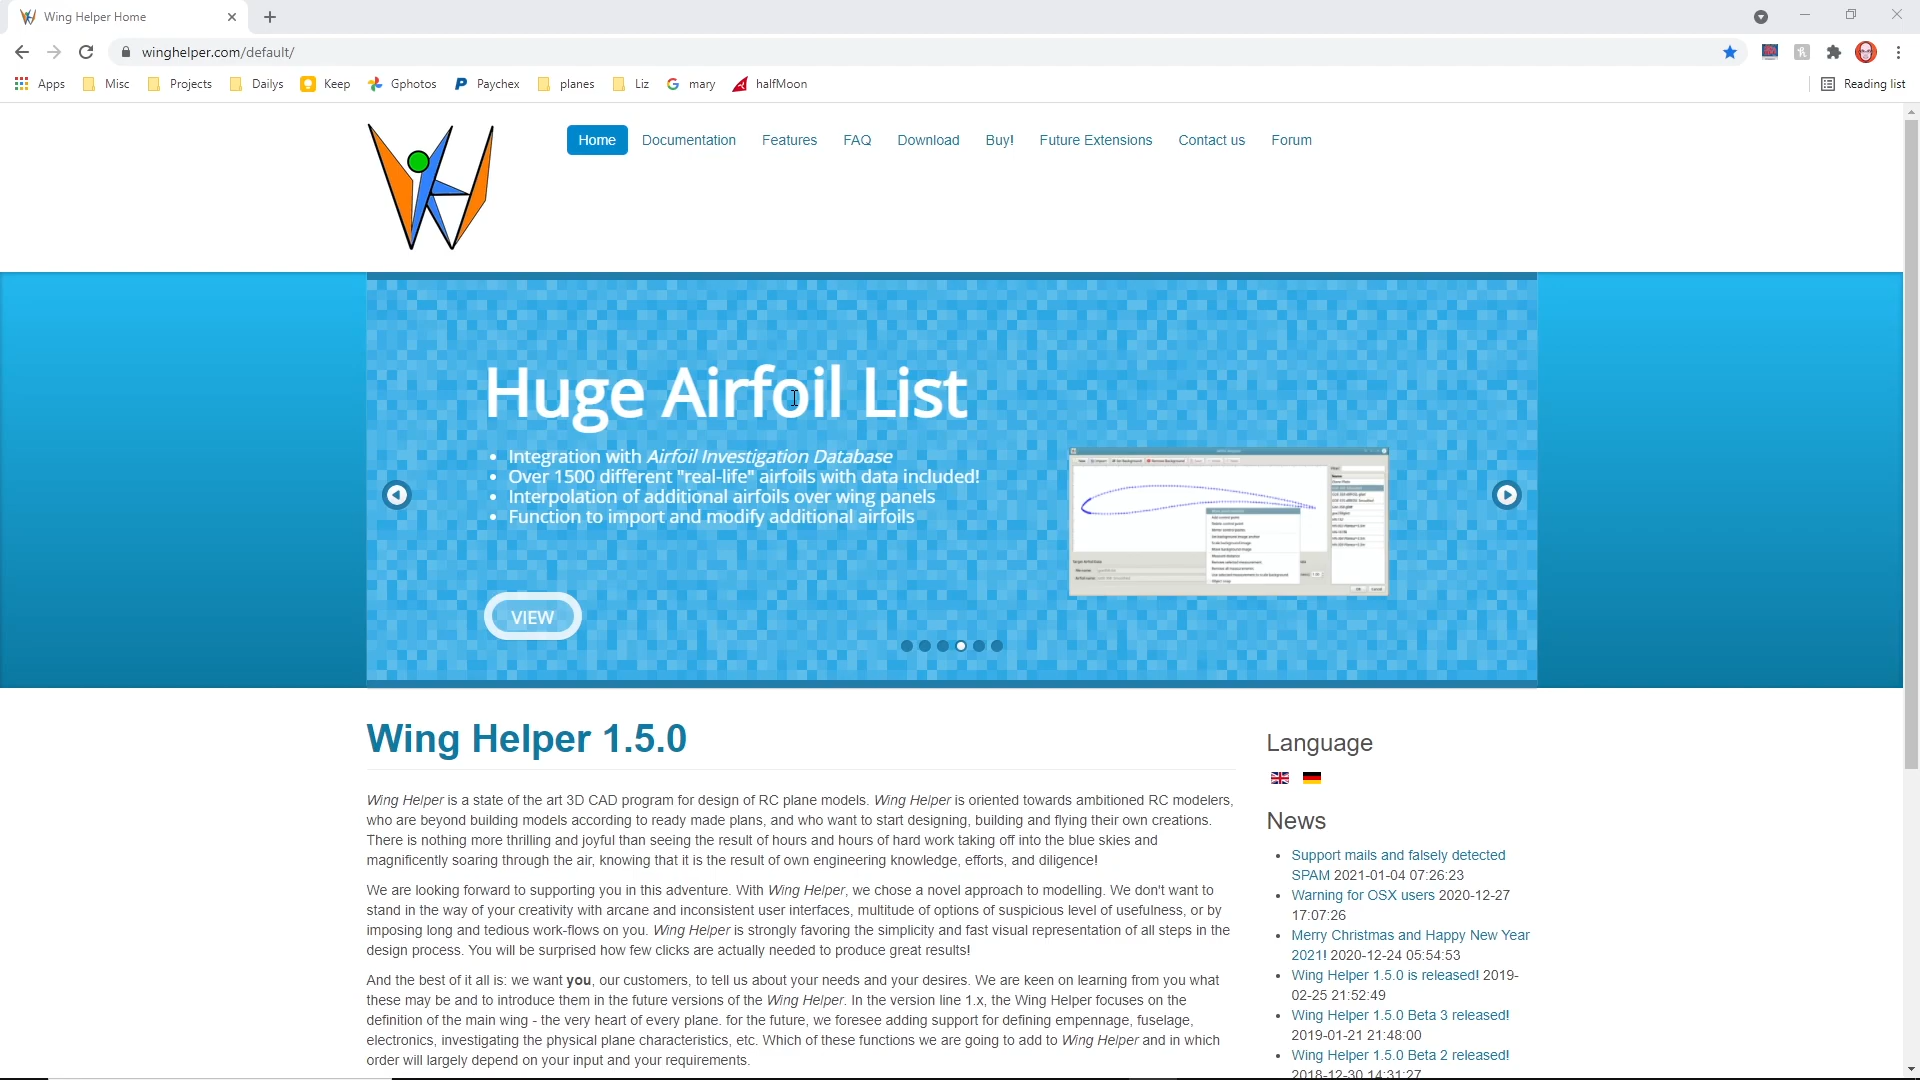 Wing Helper Home
winghelper.com/default/
Apps Misc Projects Dailys Keep Gphotos Paychex planes Liz mary halfMoon Reading list
Home Documentation Features FAQ Download Buy! Future Extensions Contact us Forum
Huge Airfoil List
Integration with Airfoil Investigation Database
Over 1500 different "real-life" airfoils with data included!
Interpolation of additional airfoils over wing panels
Function to import and modify additional airfoils
VIEW
Wing Helper 1.5.0
Wing Helper is a state of the art 3D CAD program for design of RC plane models. Wing Helper is oriented towards ambitioned RC modelers,
who are beyond building models according to ready made plans, and who want to start designing, building and flying their own creations.
There is nothing more thrilling and joyful than seeing the result of hours and hours of hard work taking off into the blue skies and
magnificently soaring through the air, knowing that it is the result of own engineering knowledge, efforts, and diligence!
We are looking forward to supporting you in this adventure. With Wing Helper, we chose a novel approach to modelling. We don't want to
stand in the way of your creativity with arcane and inconsistent user interfaces, multitude of options of suspicious level of usefulness, or by
imposing long and tedious work-flows on you. Wing Helper is strongly favoring the simplicity and fast visual representation of all steps in the
design process. You will be surprised how few clicks are actually needed to produce great results!
And the best of it all is: we want you, our customers, to tell us about your needs and your desires. We are keen on learning from you what
these may be and to introduce them in the future versions of the Wing Helper. In the version line 1.x, the Wing Helper focuses on the
definition of the main wing - the very heart of every plane. for the future, we foresee adding support for defining empennage, fuselage,
electronics, investigating the physical plane characteristics, etc. Which of these functions we are going to add to Wing Helper and in which
order will largely depend on your input and your requirements.
Language
News
Support mails and falsely detected
SPAM 2021-01-04 07:26:23
Warning for OSX users 2020-12-27
17:07:26
Merry Christmas and Happy New Year
2021! 2020-12-24 05:54:53
Wing Helper 1.5.0 is released! 2019-
02-25 21:52:49
Wing Helper 1.5.0 Beta 3 released!
2019-01-21 21:48:00
Wing Helper 1.5.0 Beta 2 released!
2018-12-30 14:31:27